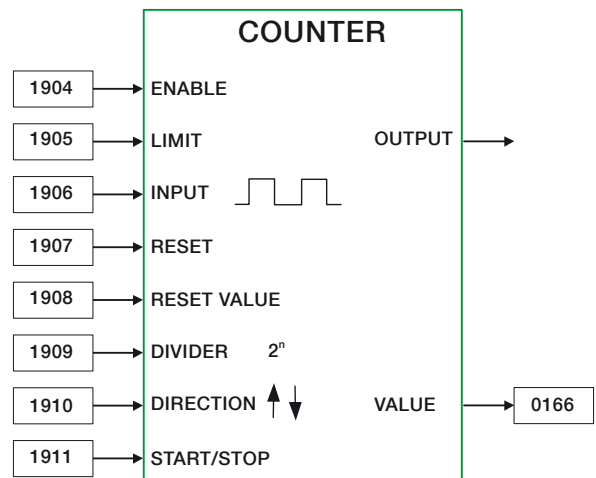 COUNTER
1904 ENABLE
1905 LIMIT OUTPUT
1906 INPUT
1907 RESET
1908 RESET VALUE
1909 DIVIDER 2ⁿ
1910 DIRECTION VALUE 0166
1911 START/STOP